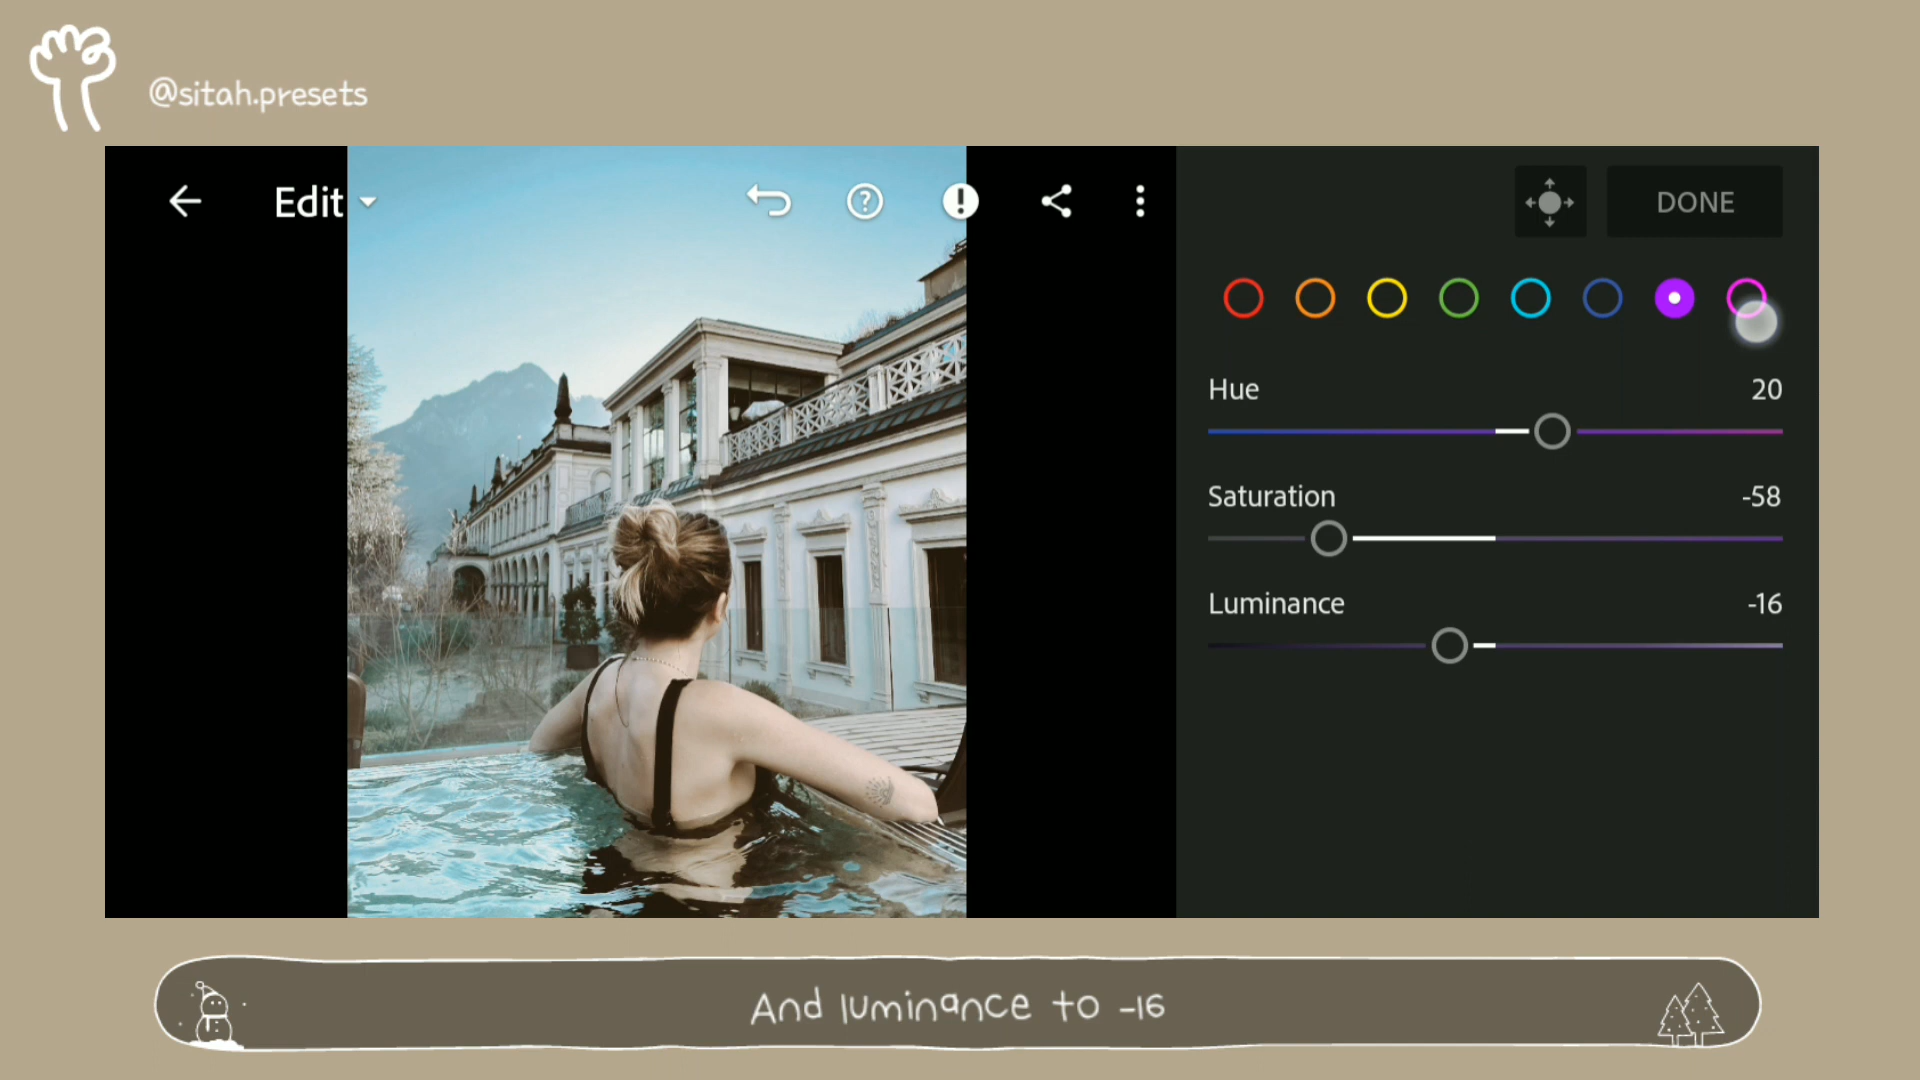 @sitah.presets
Edit
DONE
Hue 20
Saturation -58
Luminance -16
And luminance to -16